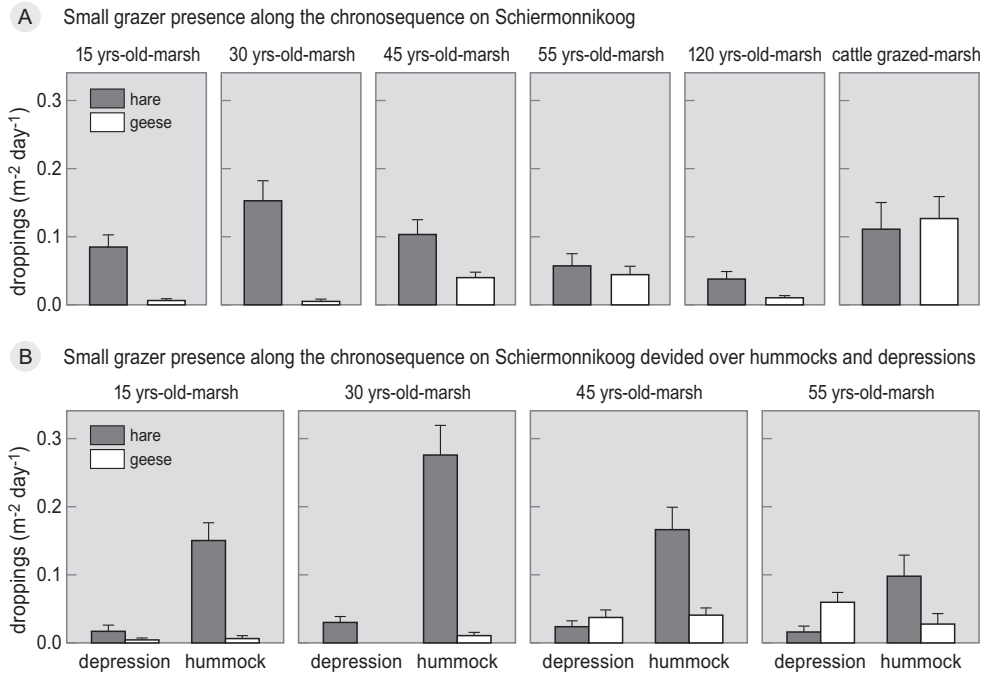 A Small grazer presence along the chronosequence on Schiermonnikoog
15 yrs-old-marsh 30 yrs-old-marsh 45 yrs-old-marsh 55 yrs-old-marsh 120 yrs-old-marsh cattle grazed-marsh
droppings (m-2 day-1)
0.3
0.2
0.1
0.0
hare
geese
B Small grazer presence along the chronosequence on Schiermonnikoog devided over hummocks and depressions
15 yrs-old-marsh 30 yrs-old-marsh 45 yrs-old-marsh 55 yrs-old-marsh
droppings (m-2 day-1)
0.3
0.2
0.1
0.0
hare
geese
depression hummock depression hummock depression hummock depression hummock